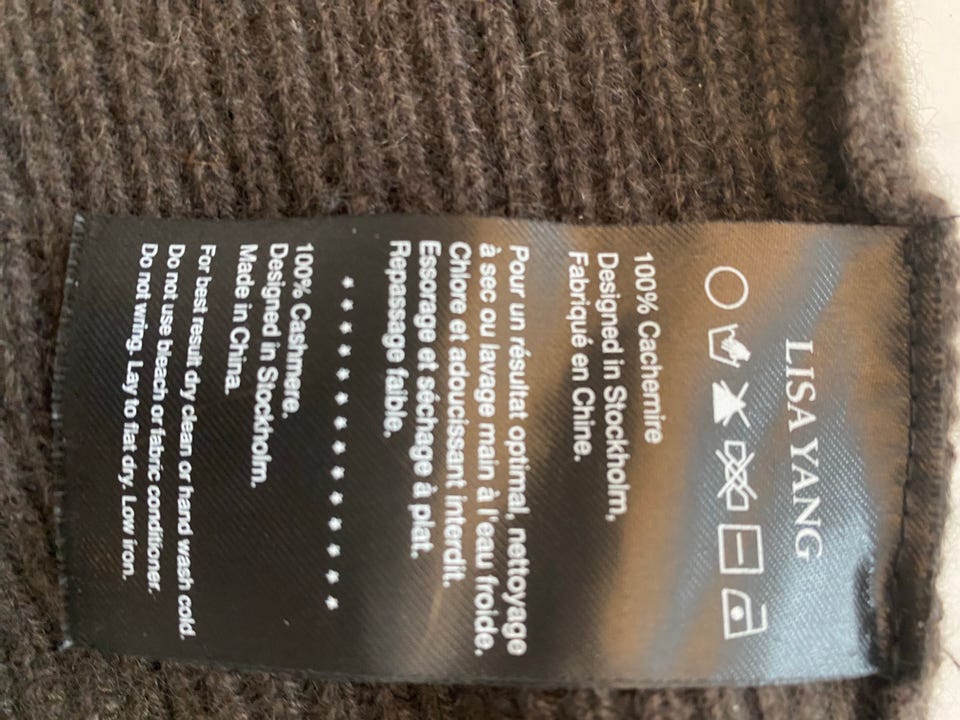 LISA YANG
100% Cachemire
Designed in Stockholm,
Fabriqué en Chine.
Pour un résultat optimal, nettoyage
à sec ou lavage main à l'eau froide.
Chlore et adoucissant interdit.
Essorage et séchage à plat.
Repassage faible,
100% Cashmere.
Designed in Stockholm.
Made in China.
For best result dry clean or hand wash cold.
Do not use bleach or fabric conditioner.
Do not wring. Lay to flat dry. Low iron.